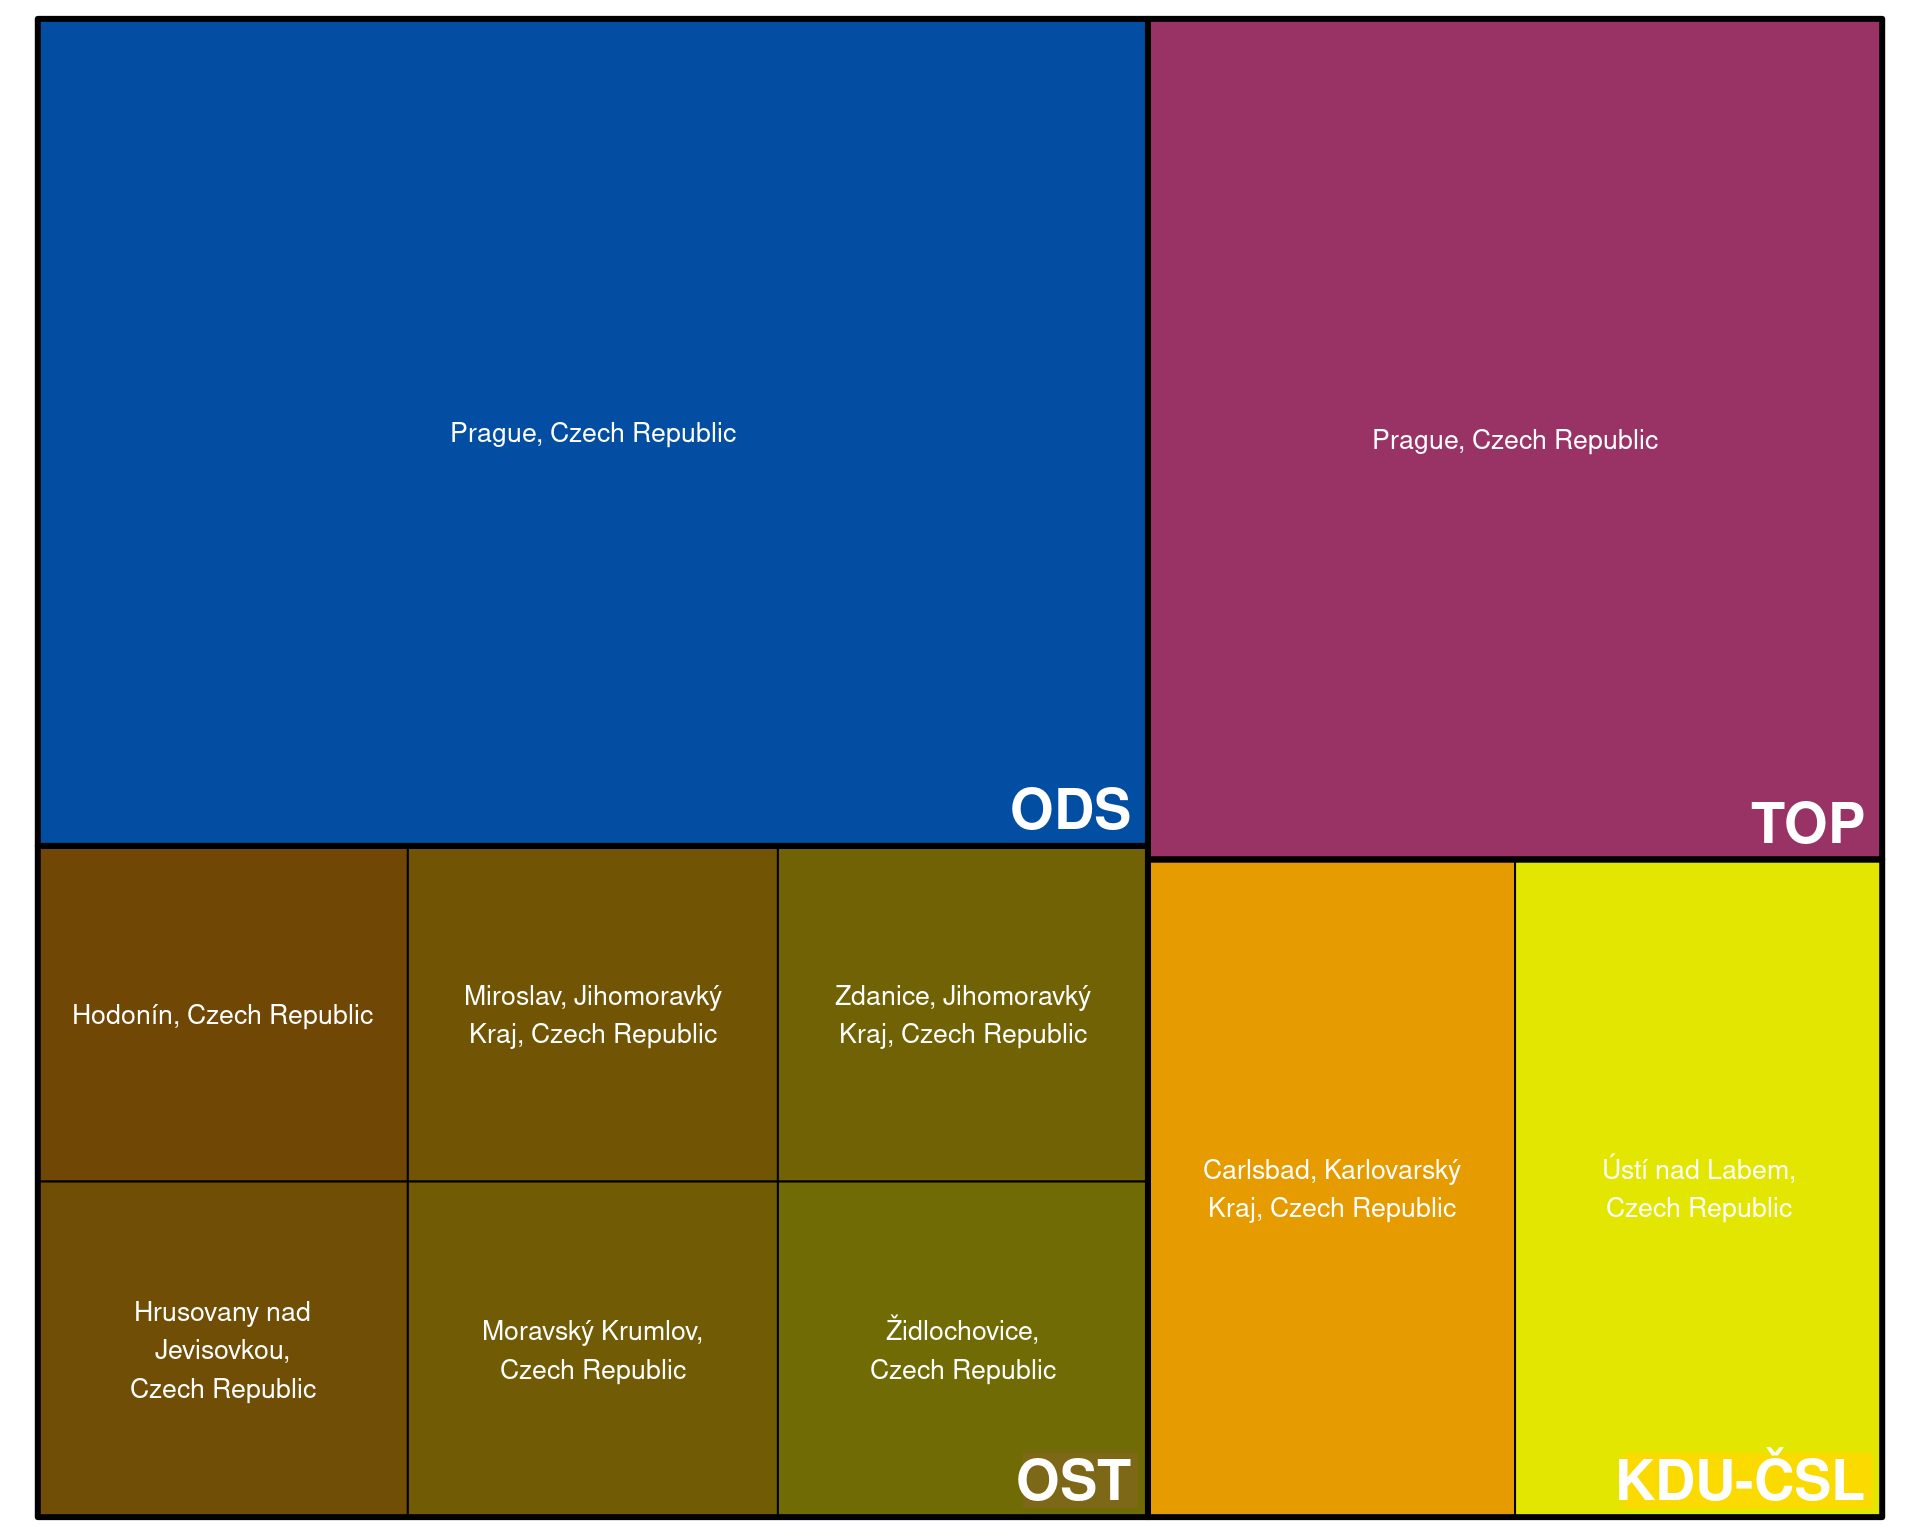 Prague, Czech Republic
ODS
Prague, Czech Republic
TOP
Hodonín, Czech Republic
Miroslav, Jihomoravký
Kraj, Czech Republic
Zdanice, Jihomoravký
Kraj, Czech Republic
Hrusovany nad
Jevisovkou,
Czech Republic
Moravský Krumlov,
Czech Republic
Židlochovice,
Czech Republic
OST
Carlsbad, Karlovarský
Kraj, Czech Republic
Ústí nad Labem,
Czech Republic
KDU-ČSL